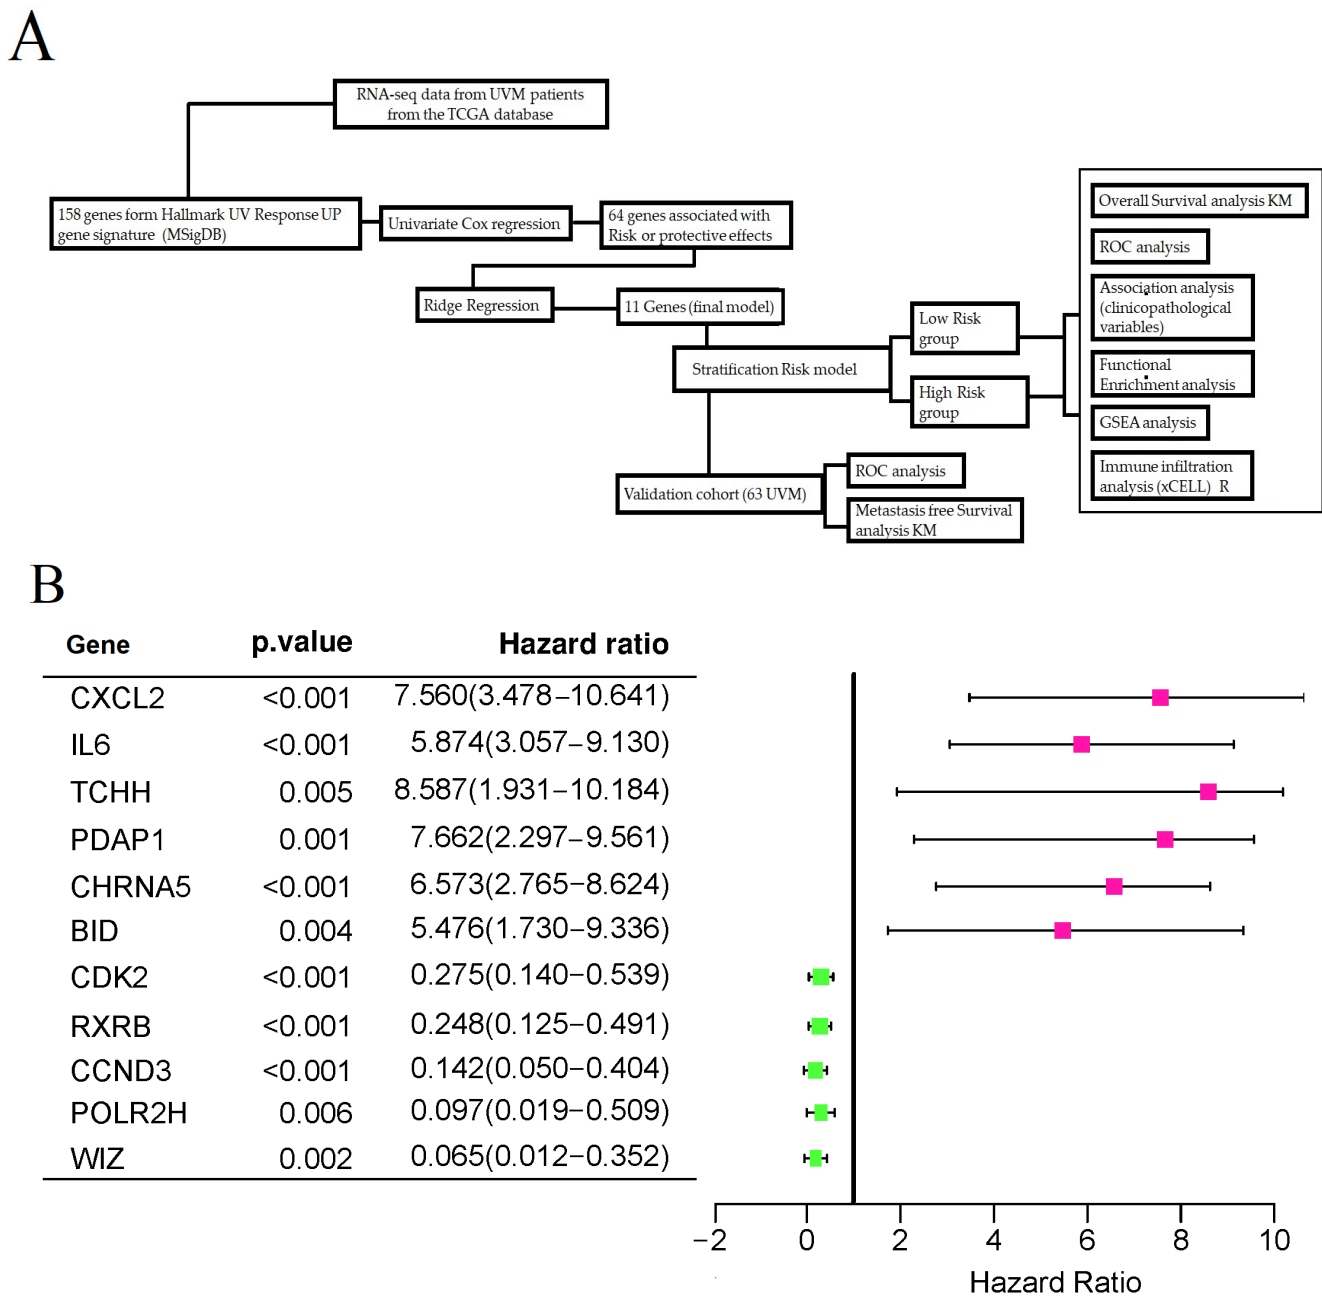 A
RNA-seq data from UVM patients
from the TCGA database
158 genes form Hallmark UV Response UP
gene signature (MSigDB)
Univariate Cox regression
64 genes associated with
Risk or protective effects
Ridge Regression
11 Genes (final model)
Stratification Risk model
Low Risk
group
High Risk
group
Validation cohort (63 UVM)
ROC analysis
Metastasis free Survival
analysis KM
Overall Survival analysis KM
ROC analysis
Association analysis
(clinicopathological
variables)
Functional
Enrichment analysis
GSEA analysis
Immune infiltration
analysis (xCELL) R
B
Gene p.value Hazard ratio
CXCL2 <0.001 7.560(3.478−10.641)
IL6 <0.001 5.874(3.057−9.130)
TCHH 0.005 8.587(1.931−10.184)
PDAP1 0.001 7.662(2.297−9.561)
CHRNA5 <0.001 6.573(2.765−8.624)
BID 0.004 5.476(1.730−9.336)
CDK2 <0.001 0.275(0.140−0.539)
RXRB <0.001 0.248(0.125−0.491)
CCND3 <0.001 0.142(0.050−0.404)
POLR2H 0.006 0.097(0.019−0.509)
WIZ 0.002 0.065(0.012−0.352)
−2 0 2 4 6 8 10
Hazard Ratio